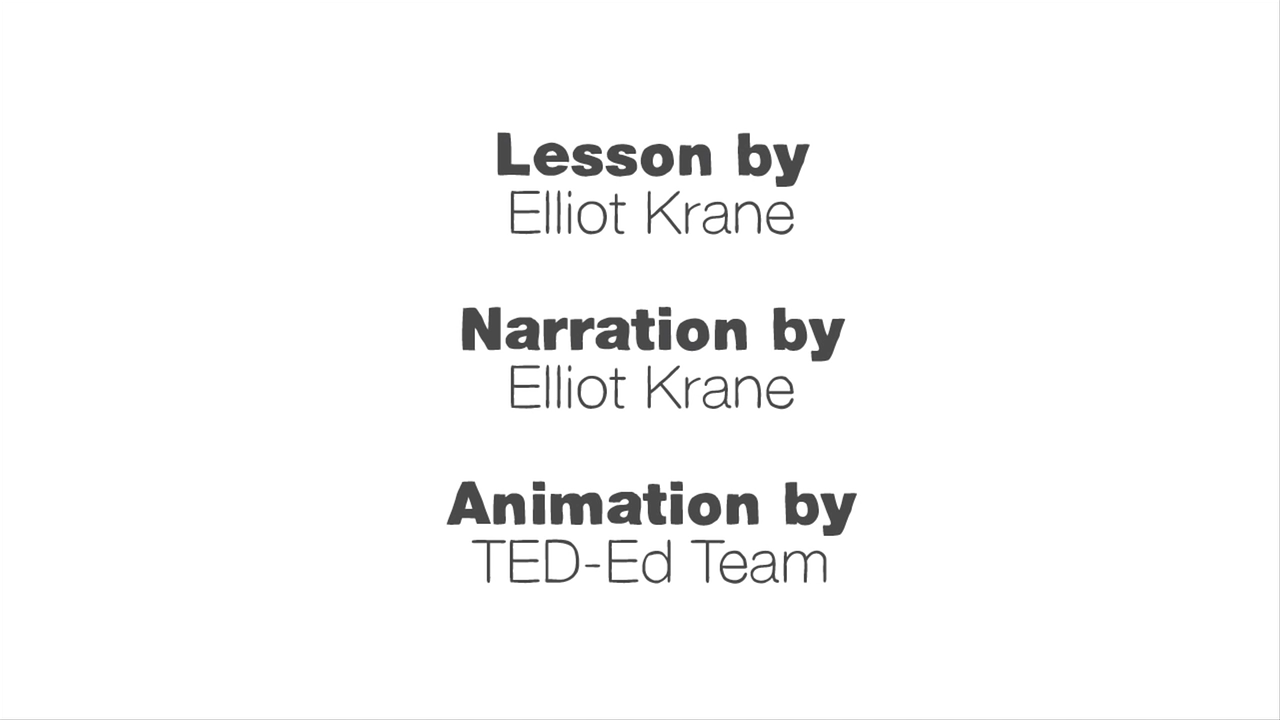 Lesson by
Elliot Krane
Narration by
Elliot Krane
Animation by
TED-Ed Team